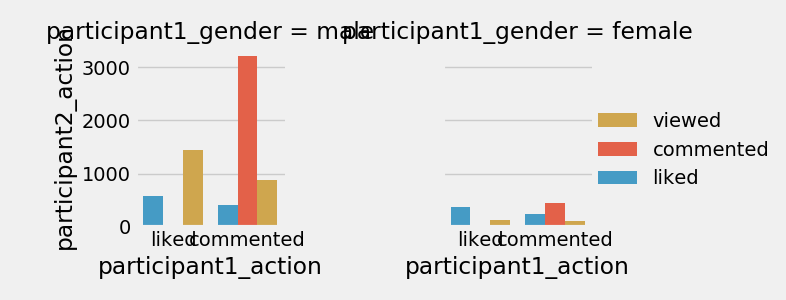 participant1_gender = male
participant1_gender = female
participant2_action
3000
2000
1000
0
liked
commented
liked
commented
participant1_action
participant1_action
viewed
commented
liked